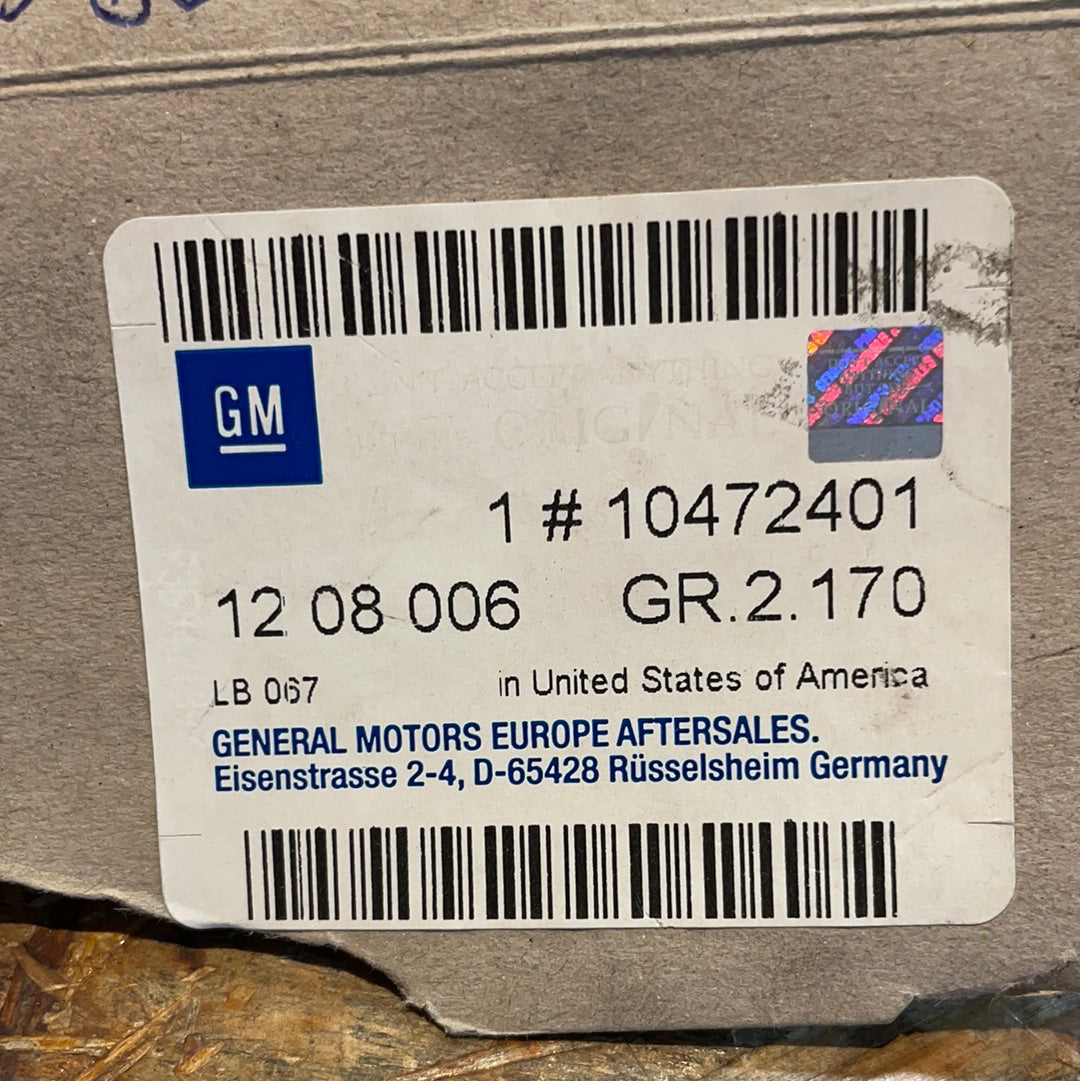 GM
1 # 10472401
12 08 006 GR.2.170
LB 067 in United States of America
GENERAL MOTORS EUROPE AFTERSALES.
Eisenstrasse 2-4, D-65428 Rüsselsheim Germany